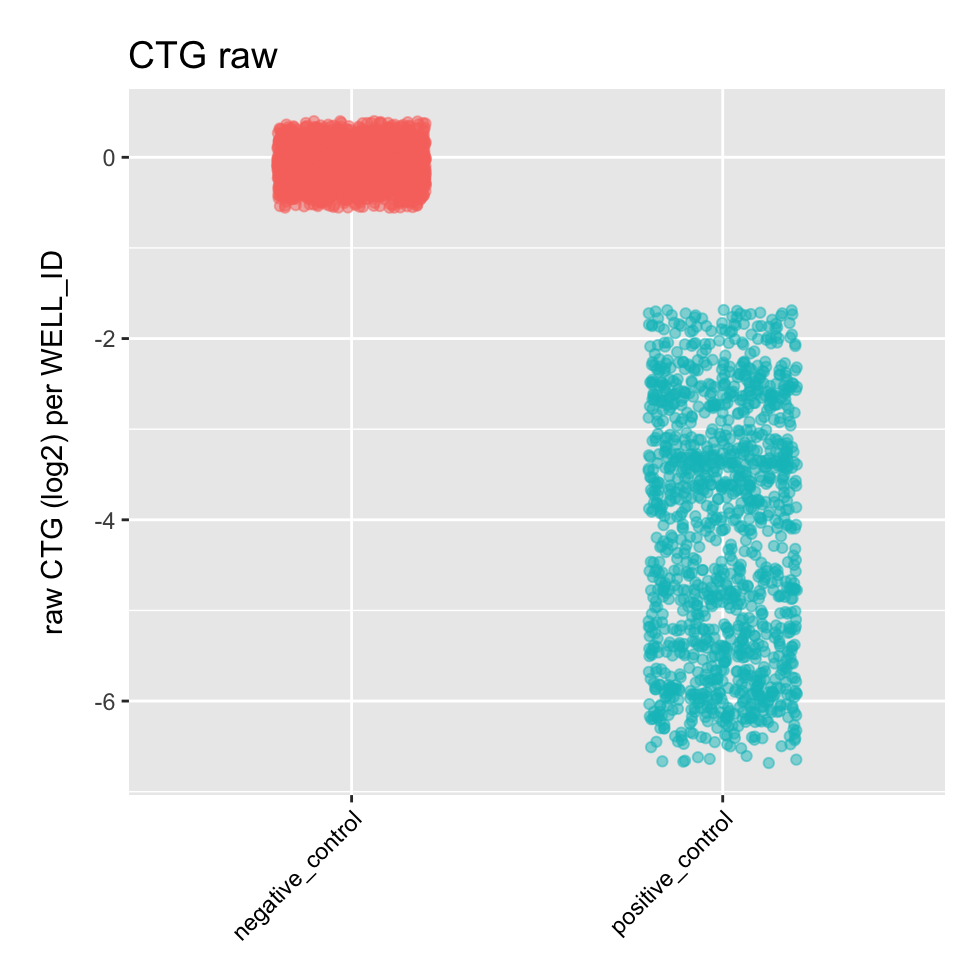 CTG raw
raw CTG (log2) per WELL_ID
0
-2
-4
-6
negative_control
positive_control